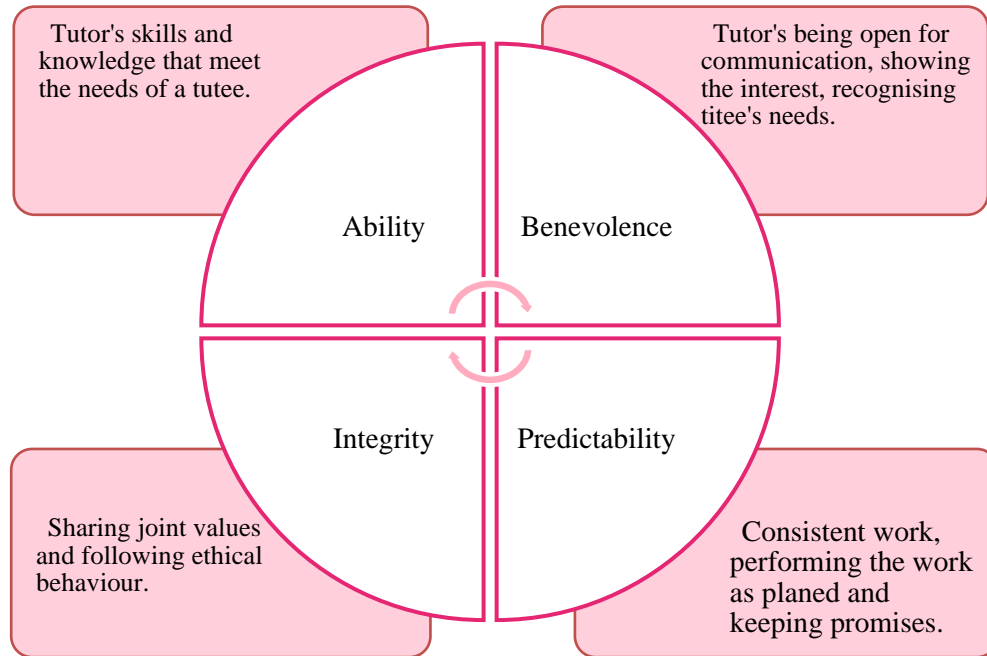 Tutor's skills and
knowledge that meet
the needs of a tutee.
Tutor's being open for
communication, showing
the interest, recognising
titee's needs.
Ability
Benevolence
Integrity
Predictability
Sharing joint values
and following ethical
behaviour.
Consistent work,
performing the work
as planed and
keeping promises.